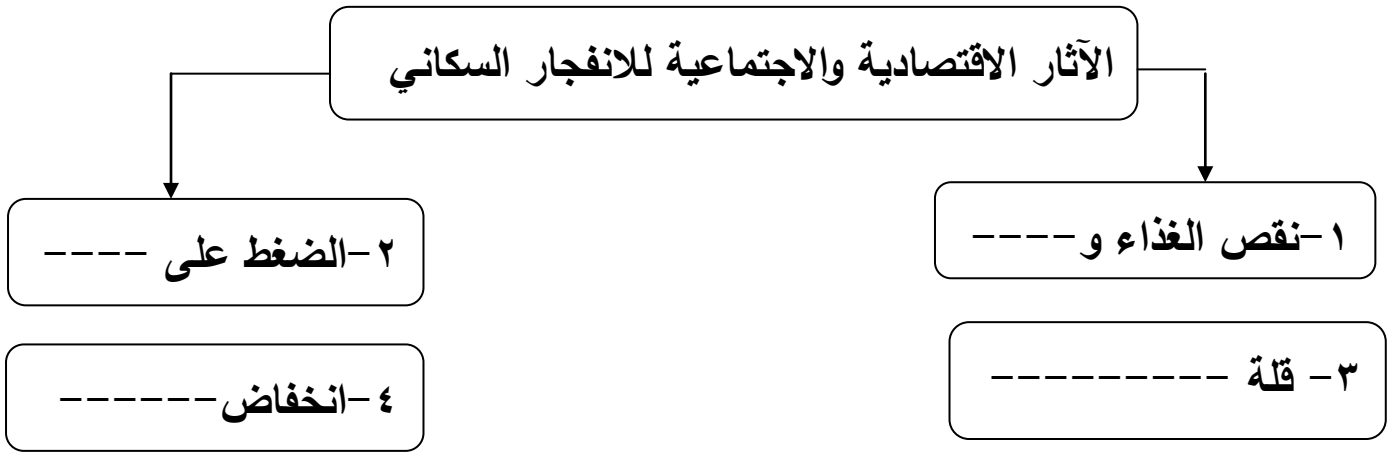 الآثار الاقتصادية والاجتماعية للانفجار السكاني
١-نقص الغذاء و----
٢-الضغط على ----
٣- قلة ---------
٤-انخفاض------